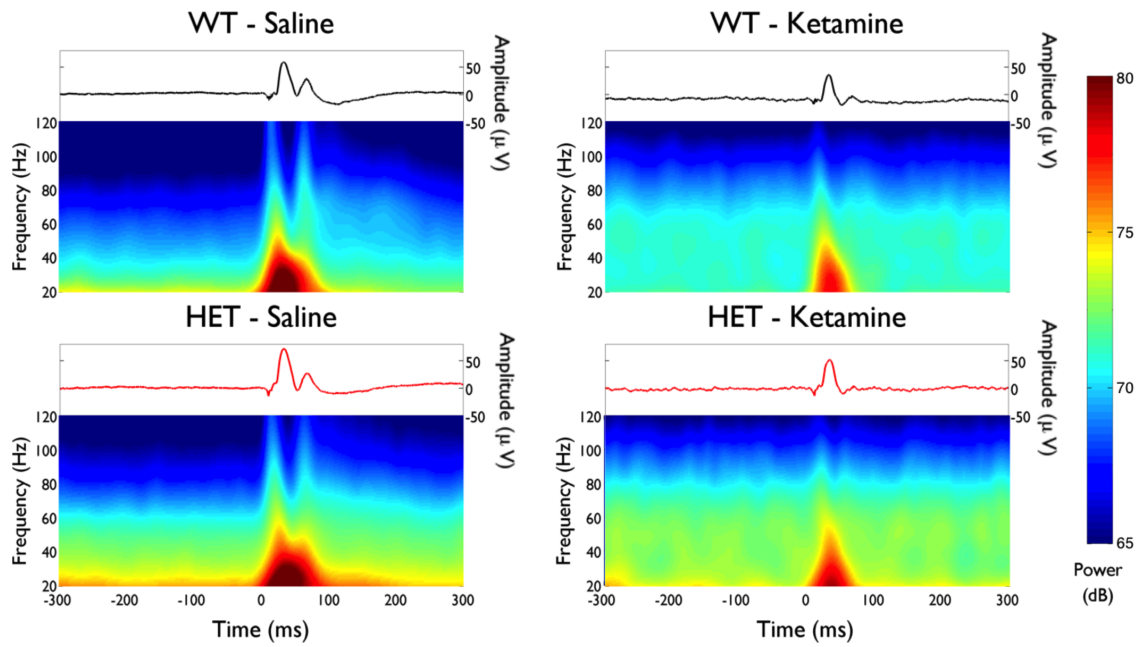 WT - Saline
WT - Ketamine
50
0
-50
Amplitude (μ V)
120
100
80
60
40
20
Frequency (Hz)
50
0
-50
Amplitude (μ V)
120
100
80
60
40
20
Frequency (Hz)
80
75
70
65
Power
(dB)
HET - Saline
HET - Ketamine
50
0
-50
Amplitude (μ V)
120
100
80
60
40
20
Frequency (Hz)
-300 -200 -100 0 100 200 300
Time (ms)
50
0
-50
Amplitude (μ V)
120
100
80
60
40
20
Frequency (Hz)
-300 -200 -100 0 100 200 300
Time (ms)